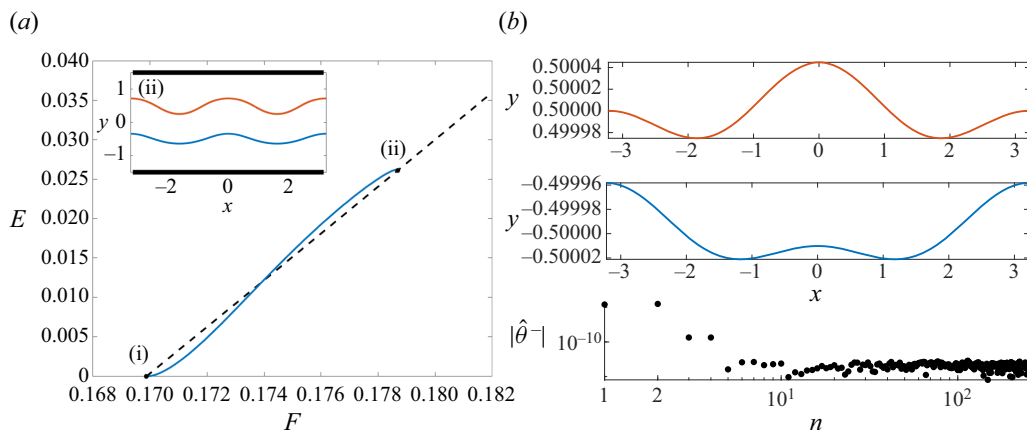 (a)
0.040
0.035
0.030
0.025
0.020
0.015
0.010
0.005
0
E
(ii)
1
y 0
−1
−2 0 2
x
(ii)
(i)
0.168 0.170 0.172 0.174 0.176 0.178 0.180 0.182
F
(b)
y
0.50004
0.50000
0.49998
−3 −2 −1 0 1 2 3
y
−0.49996
−0.49998
−0.50000
−0.50002
−3 −2 −1 0 1 2 3
x
|θ̂⁻|
10⁻¹⁰
1 2 10¹ 10²
n